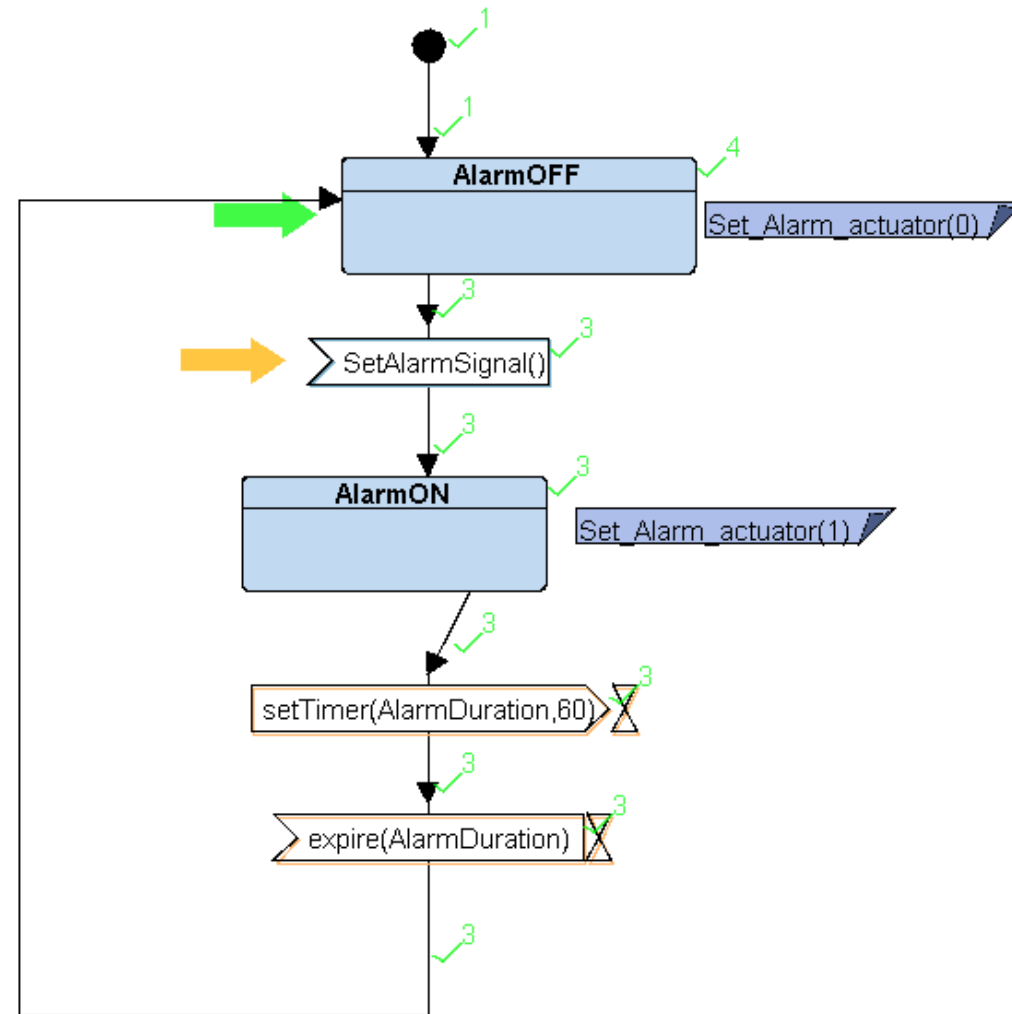 1
1
AlarmOFF
4
Set_Alarm_actuator(0)
3
SetAlarmSignal()
3
3
AlarmON
3
Set_Alarm_actuator(1)
3
setTimer(AlarmDuration,60)
3
3
expire(AlarmDuration)
3
3